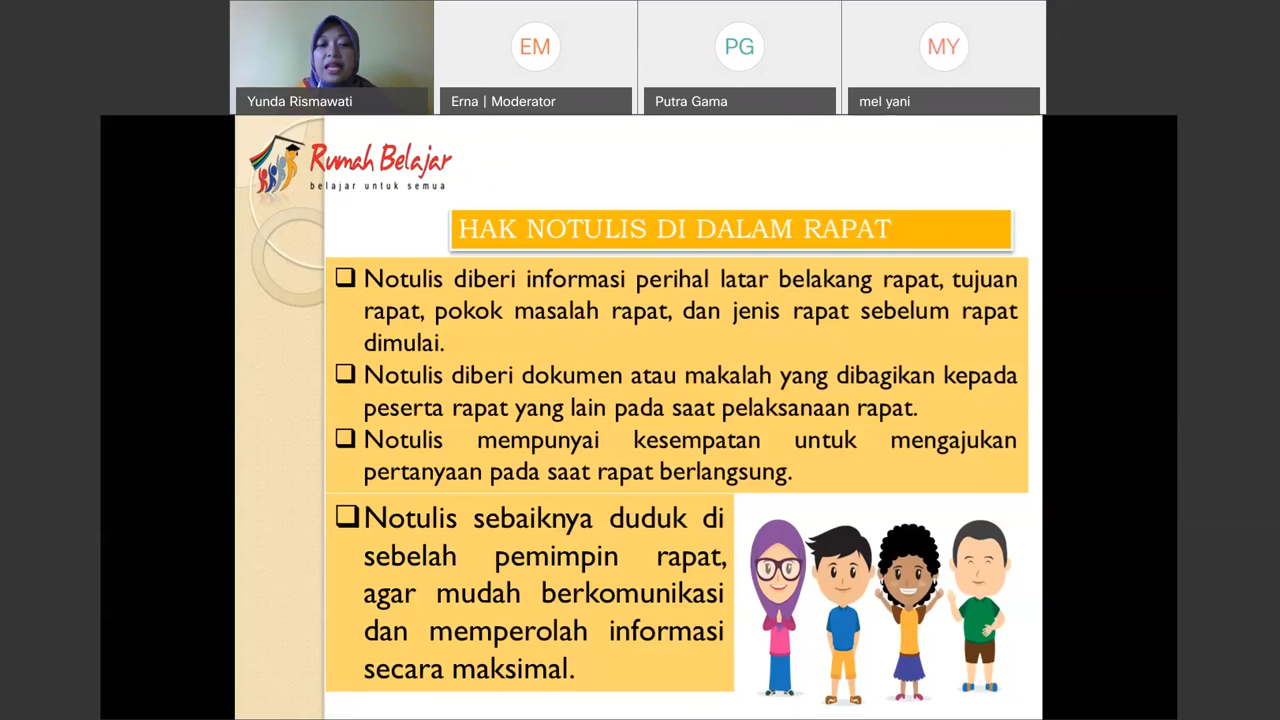 EM
PG
MY
Yunda Rismawati
Erna | Moderator
Putra Gama
mel yani
Rumah Belajar
belajar untuk semua
HAK NOTULIS DI DALAM RAPAT
❑ Notulis diberi informasi perihal latar belakang rapat, tujuan
rapat, pokok masalah rapat, dan jenis rapat sebelum rapat
dimulai.
❑ Notulis diberi dokumen atau makalah yang dibagikan kepada
peserta rapat yang lain pada saat pelaksanaan rapat.
❑ Notulis mempunyai kesempatan untuk mengajukan
pertanyaan pada saat rapat berlangsung.
❑ Notulis sebaiknya duduk di
sebelah pemimpin rapat,
agar mudah berkomunikasi
dan memperolah informasi
secara maksimal.